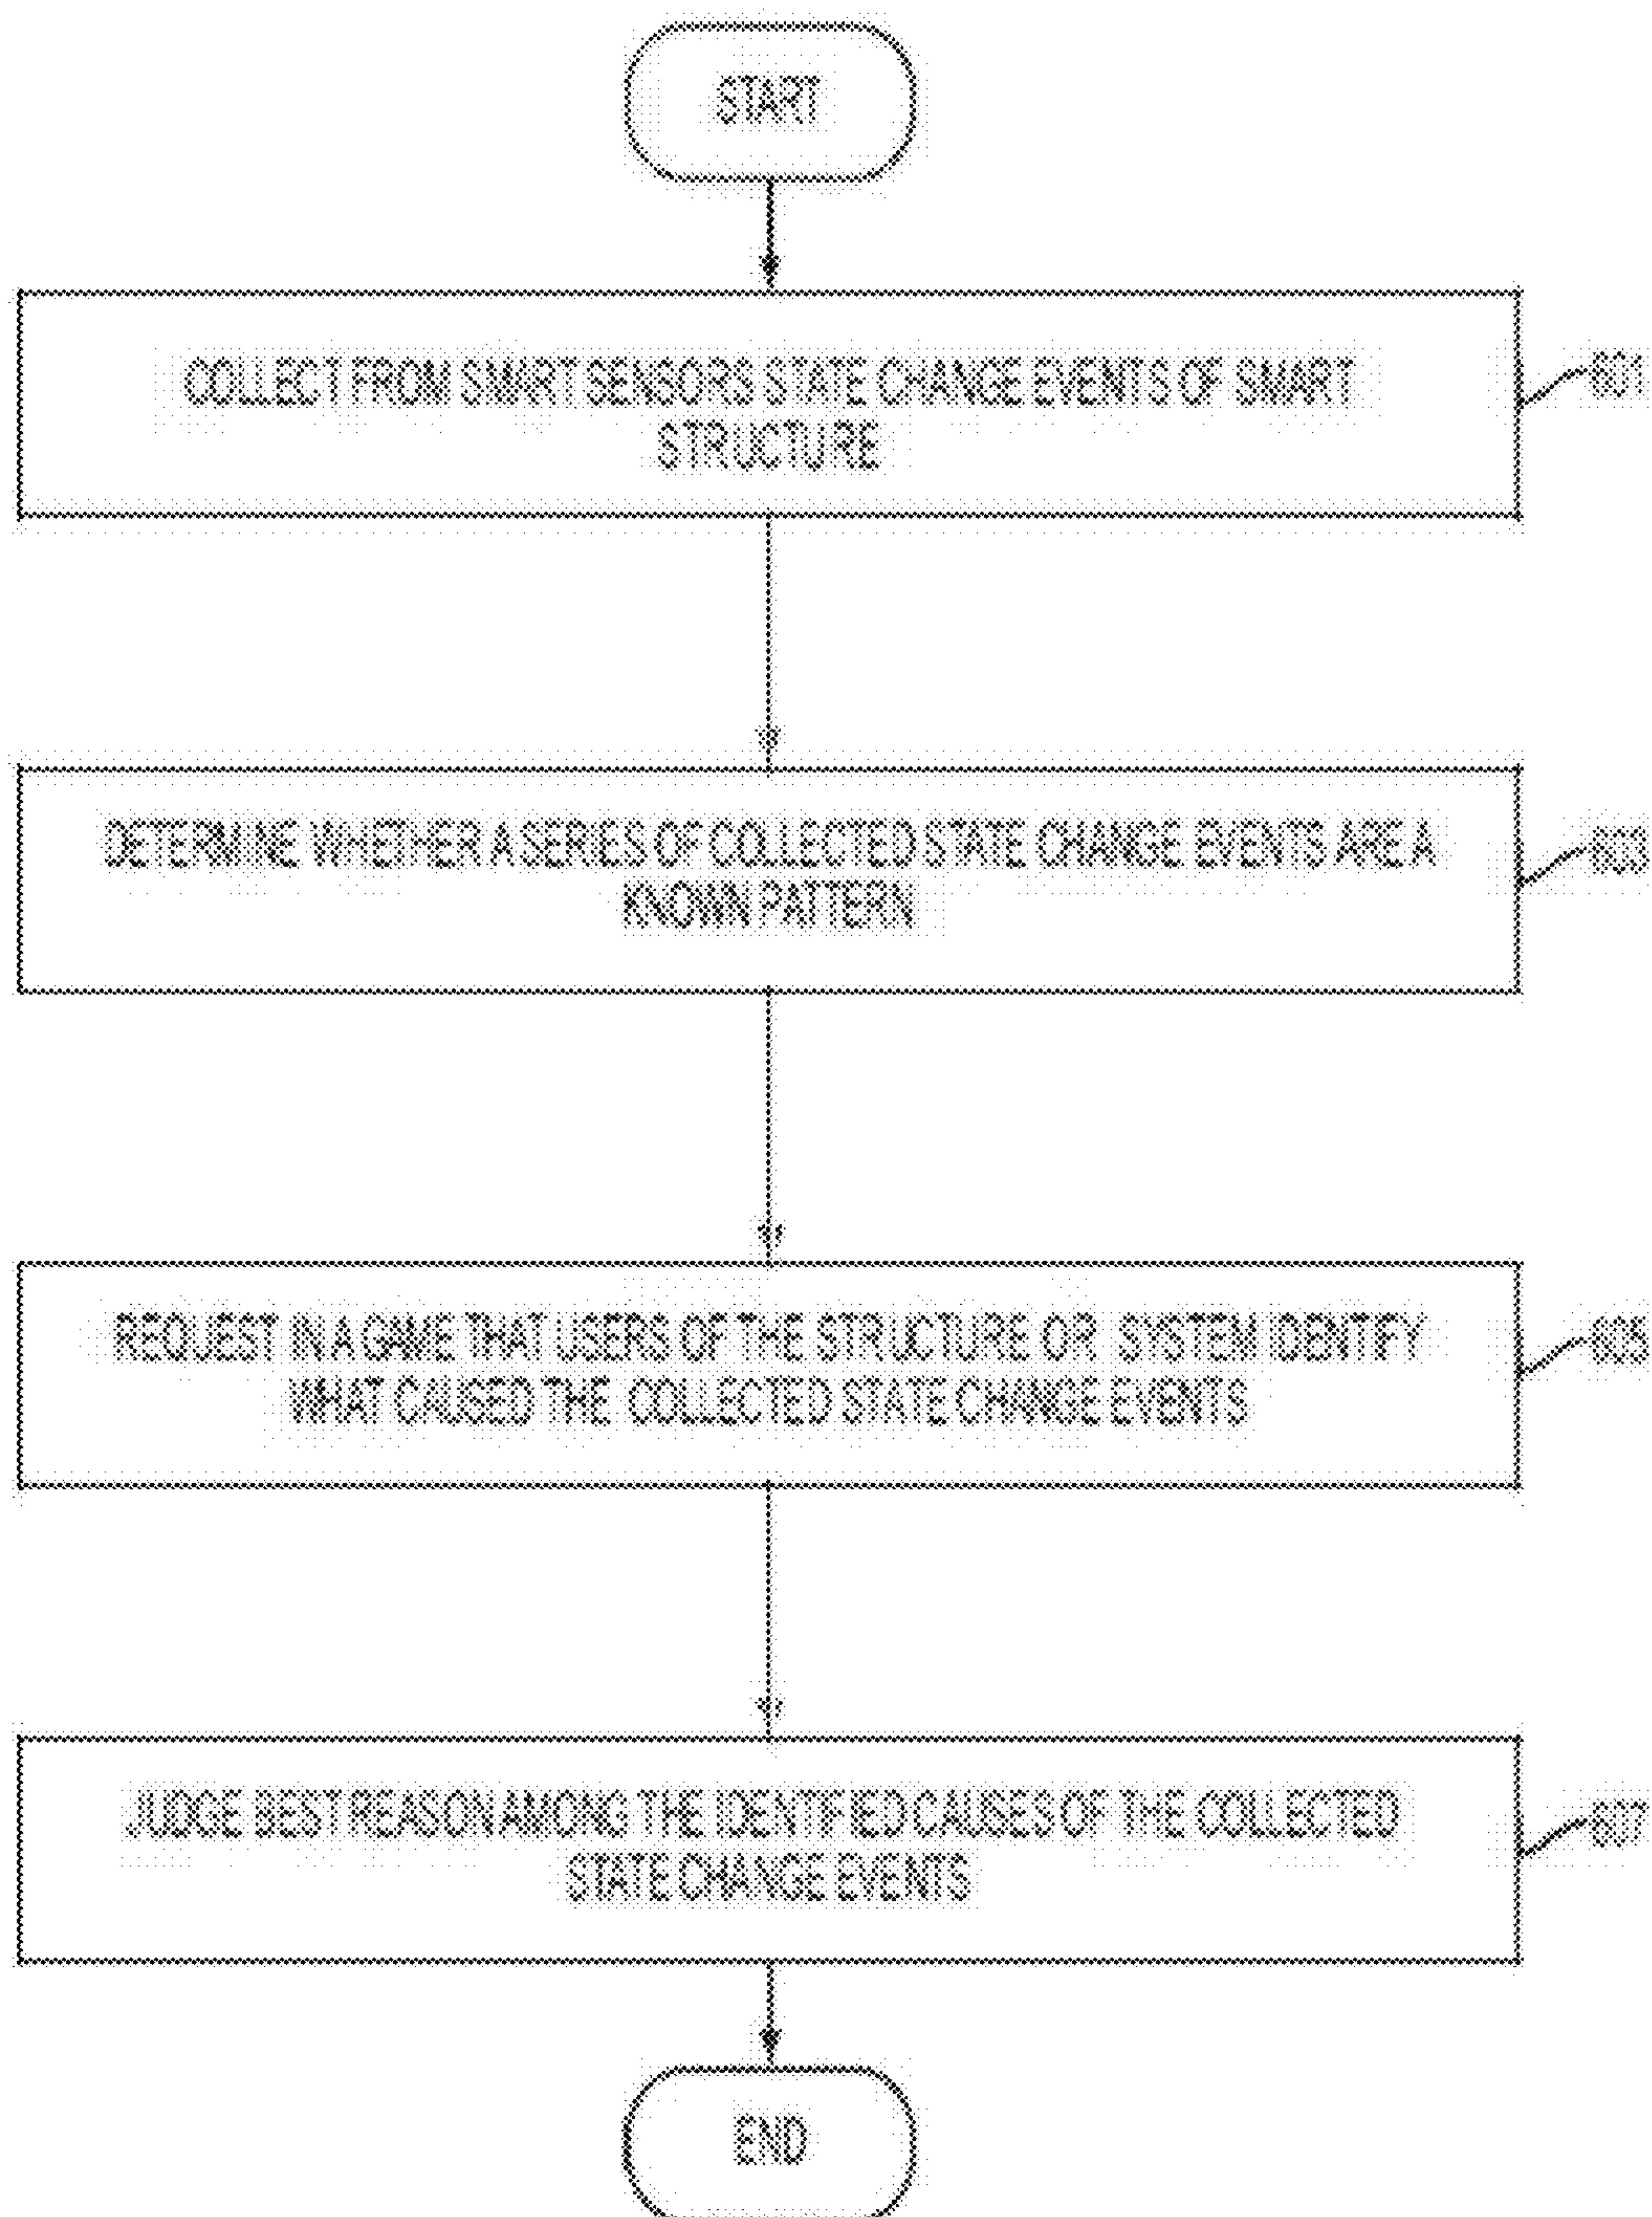 START
COLLECT FROM SMART SENSORS STATE CHANGE EVENTS OF SMART
STRUCTURE
601
DETERMINE WHETHER A SERIES OF COLLECTED STATE CHANGE EVENTS ARE A
KNOWN PATTERN
603
REQUEST IN A GAME THAT USERS OF THE STRUCTURE OR SYSTEM IDENTIFY
WHAT CAUSED THE COLLECTED STATE CHANGE EVENTS
605
JUDGE BEST REASON AMONG THE IDENTIFIED CAUSES OF THE COLLECTED
STATE CHANGE EVENTS
607
END